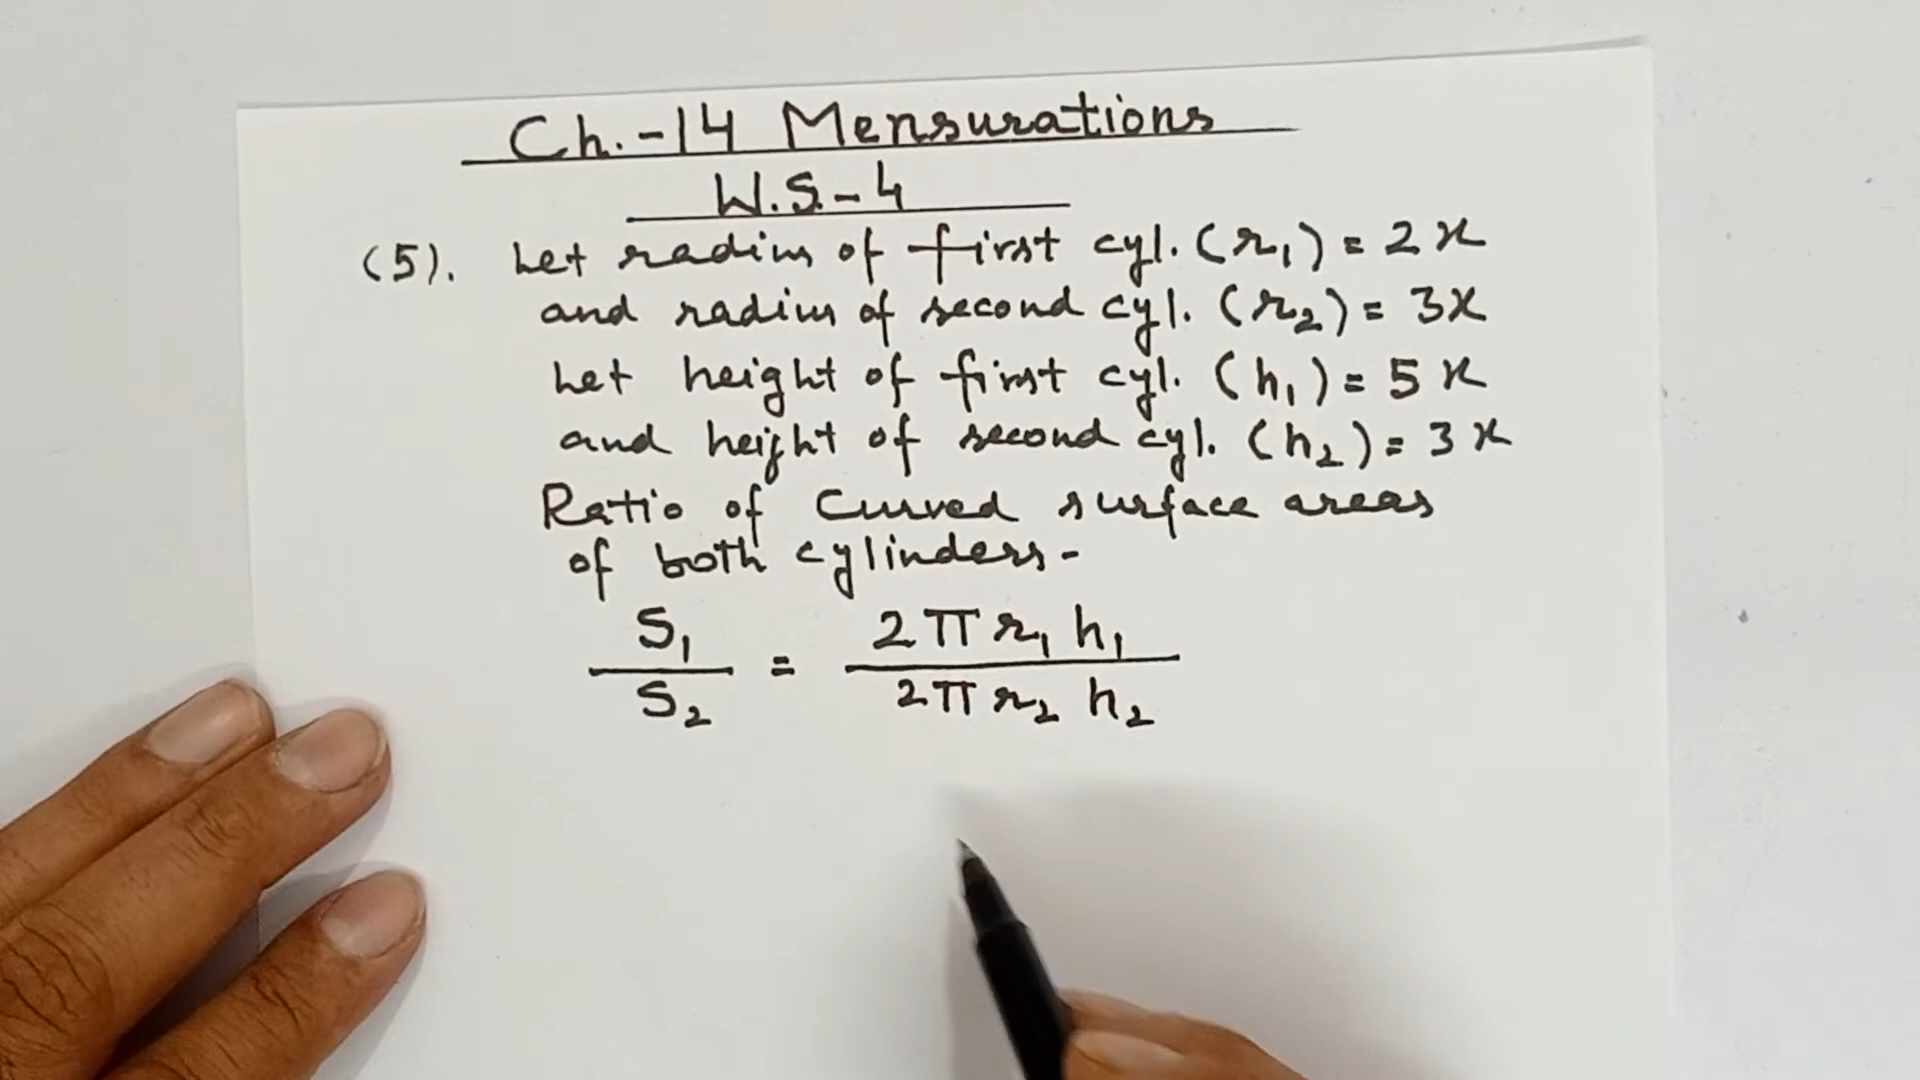 Ch.-14 Mensurations
W.S.-4
(5). Let radius of first cyl. (r₁) = 2x
and radius of second cyl. (r₂) = 3x
Let height of first cyl. (h₁) = 5x
and height of second cyl. (h₂) = 3x
Ratio of Curved surface areas
of both cylinders-
S₁/S₂ = 2πr₁h₁/2πr₂h₂